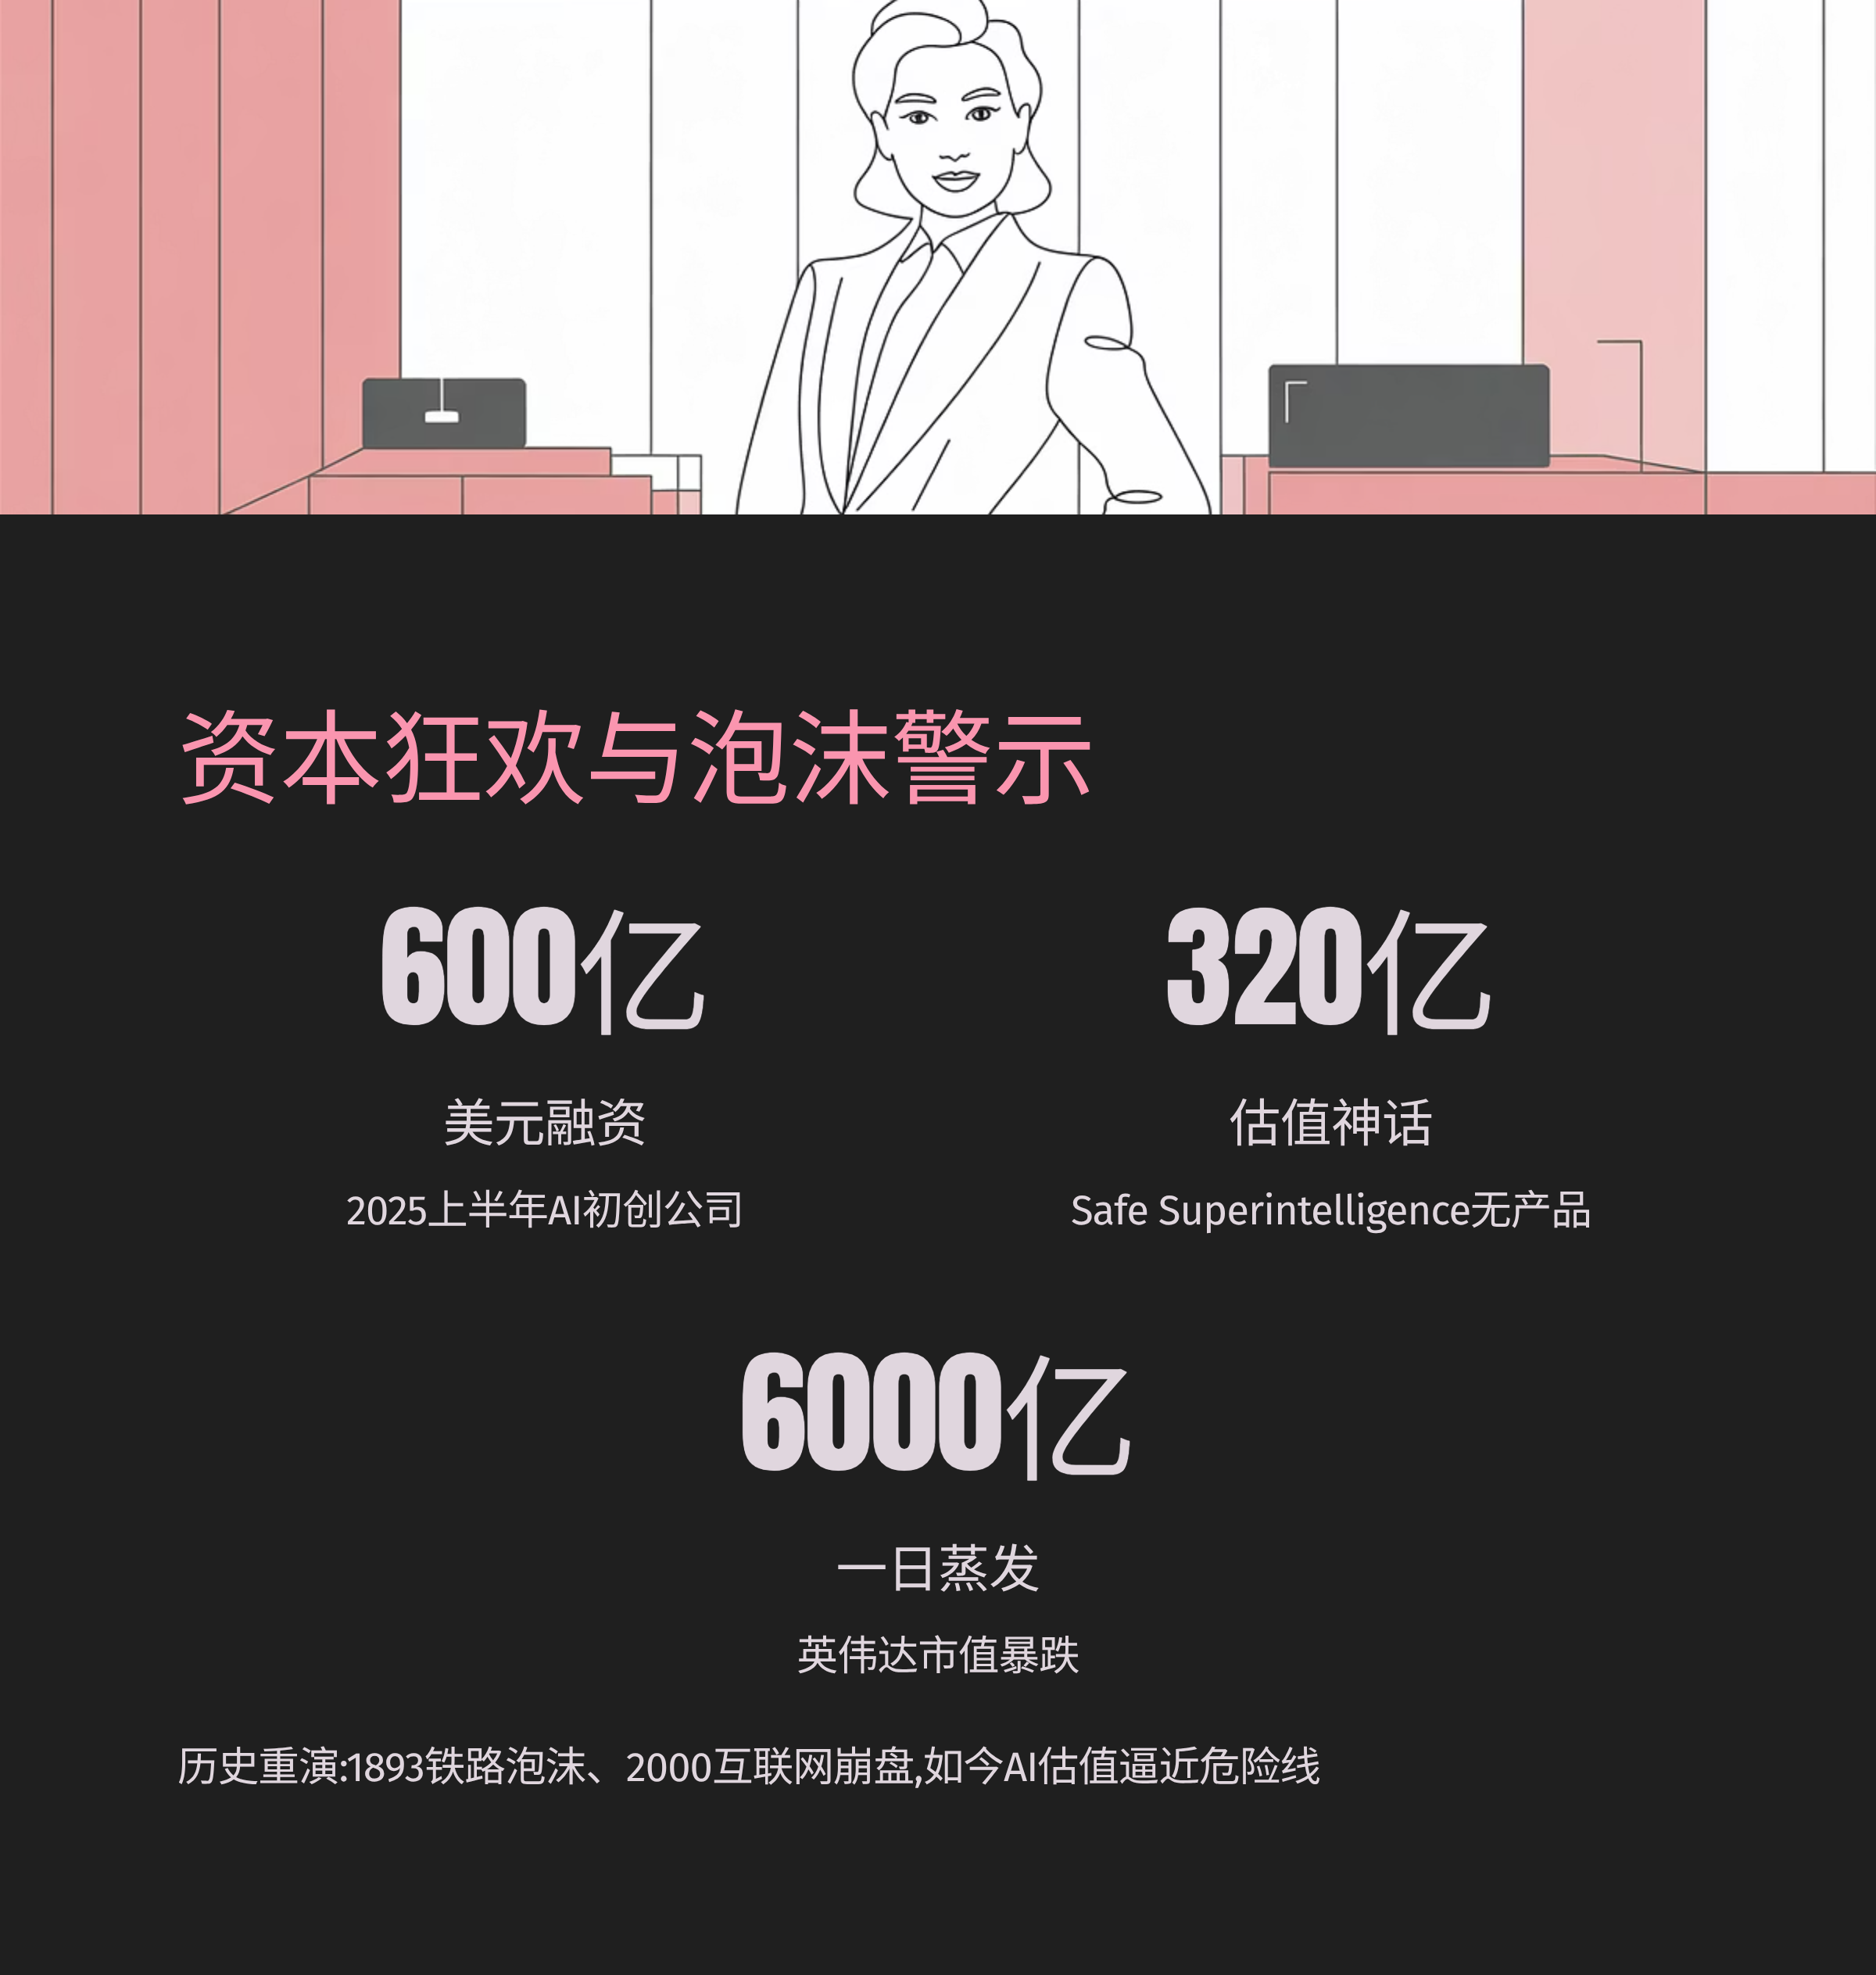 资本狂欢与泡沫警示
600亿
美元融资
2025上半年AI初创公司
320亿
估值神话
Safe Superintelligence无产品
6000亿
一日蒸发
英伟达市值暴跌
历史重演:1893铁路泡沫、2000互联网崩盘,如今AI估值逼近危险线